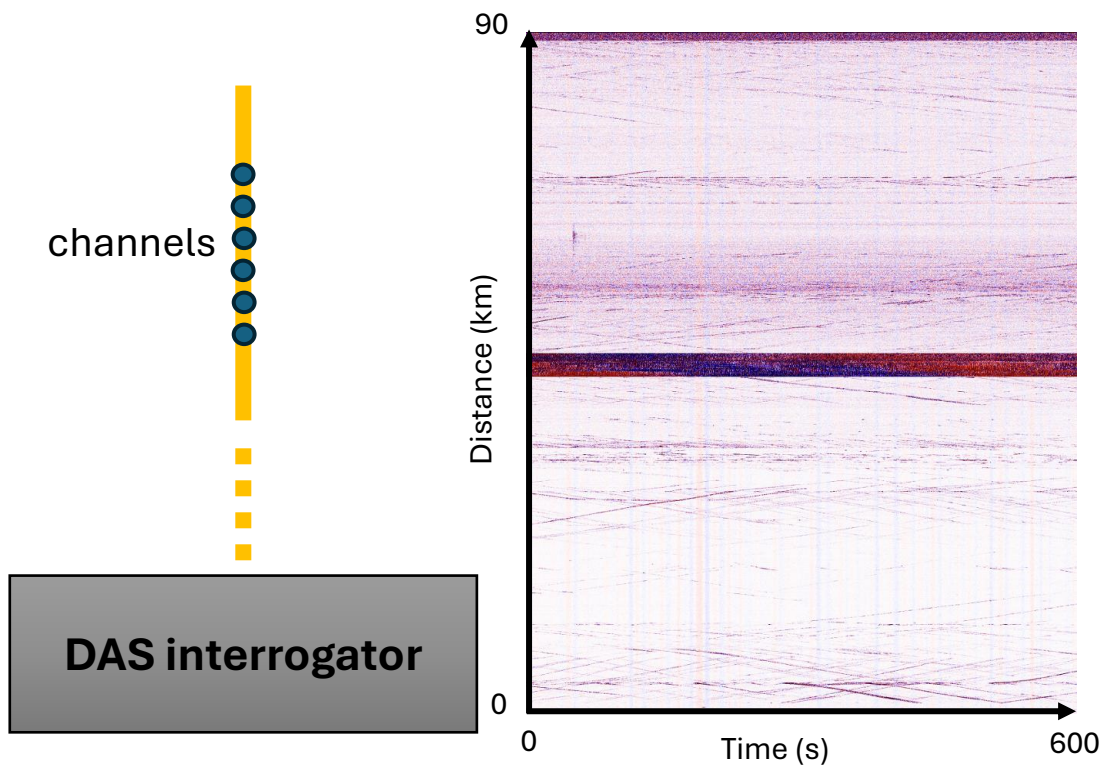 channels
DAS interrogator
90
Distance (km)
0
0
Time (s)
600